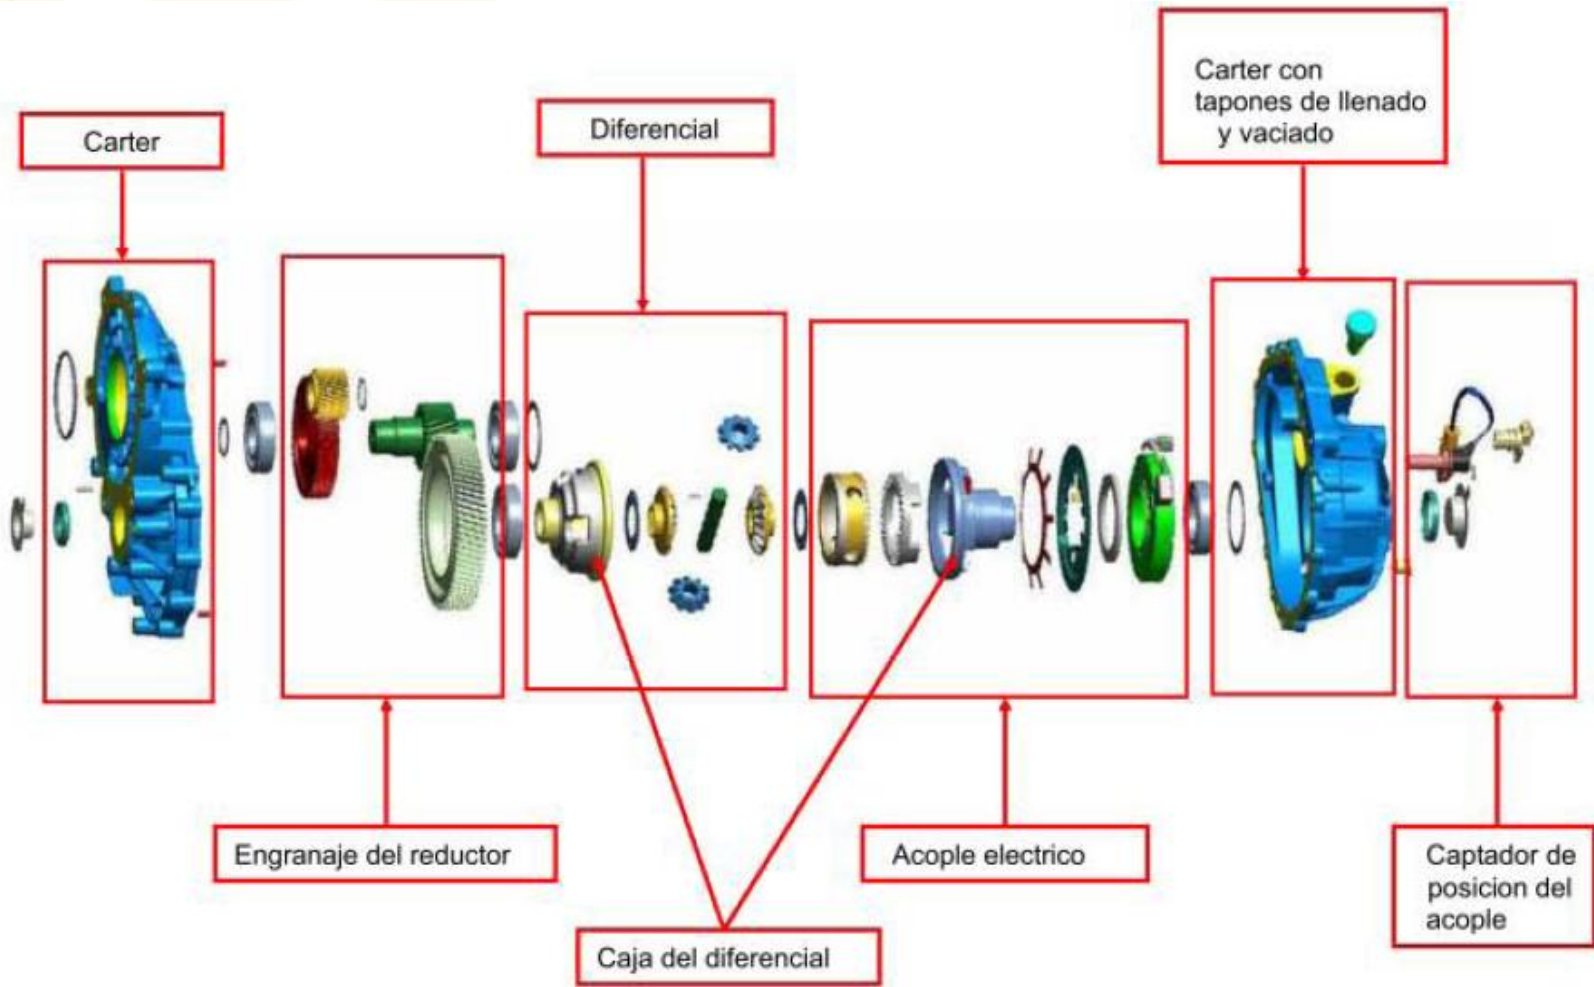 Carter
Diferencial
Carter con
tapones de llenado
y vaciado
Engranaje del reductor
Acople electrico
Captador de
posicion del
acople
Caja del diferencial